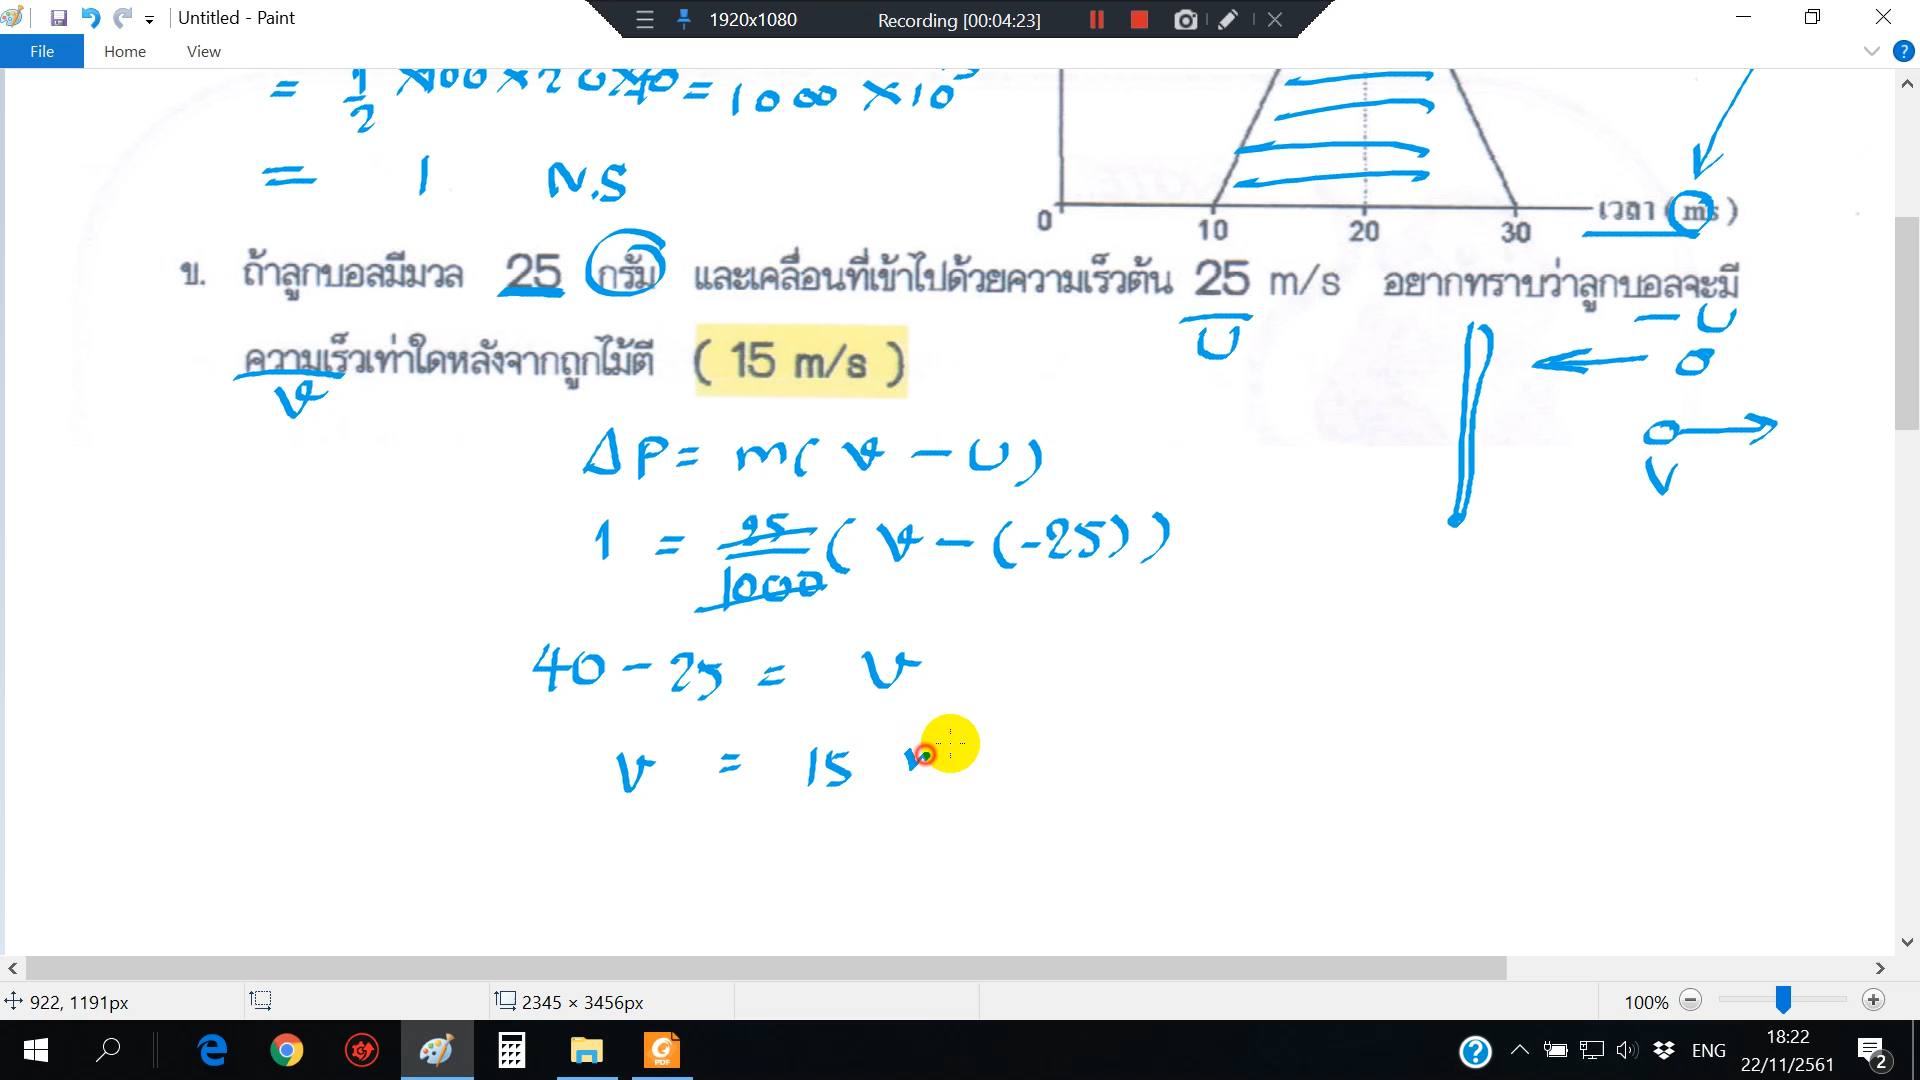 Untitled - Paint
1920x1080
Recording [00:04:23]
File
Home
View
= 1/2 ×100×20×10 = 1000 ×10
= 1 N.S
0
10
20
30
เวลา (ms)
ข. ถ้าลูกบอลมีมวล 25 กรัม และเคลื่อนที่เข้าไปด้วยความเร็วต้น 25 m/s อยากทราบว่าลูกบอลจะมี
U
- U
ความเร็วเท่าใดหลังจากถูกไม้ตี ( 15 m/s )
v
V
ΔP = m( v - U )
1 = 25/1000 ( v - (-25) )
40 - 25 = v
v = 15
922, 1191px
2345 × 3456px
100%
PDF
ENG
18:22
22/11/2561
2